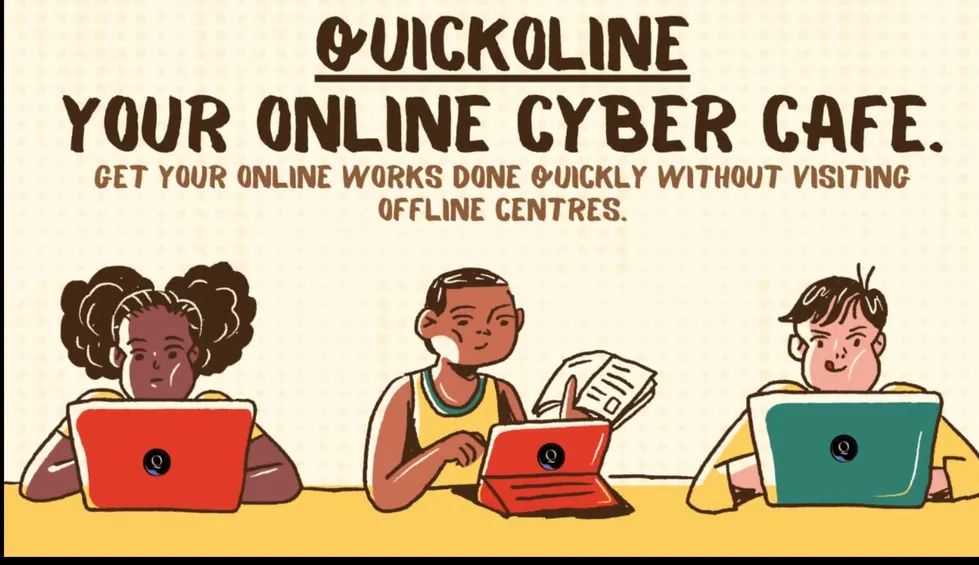 QUICKOLINE
YOUR ONLINE CYBER CAFE.
GET YOUR ONLINE WORKS DONE QUICKLY WITHOUT VISITING
OFFLINE CENTRES.
Q
Q
Q